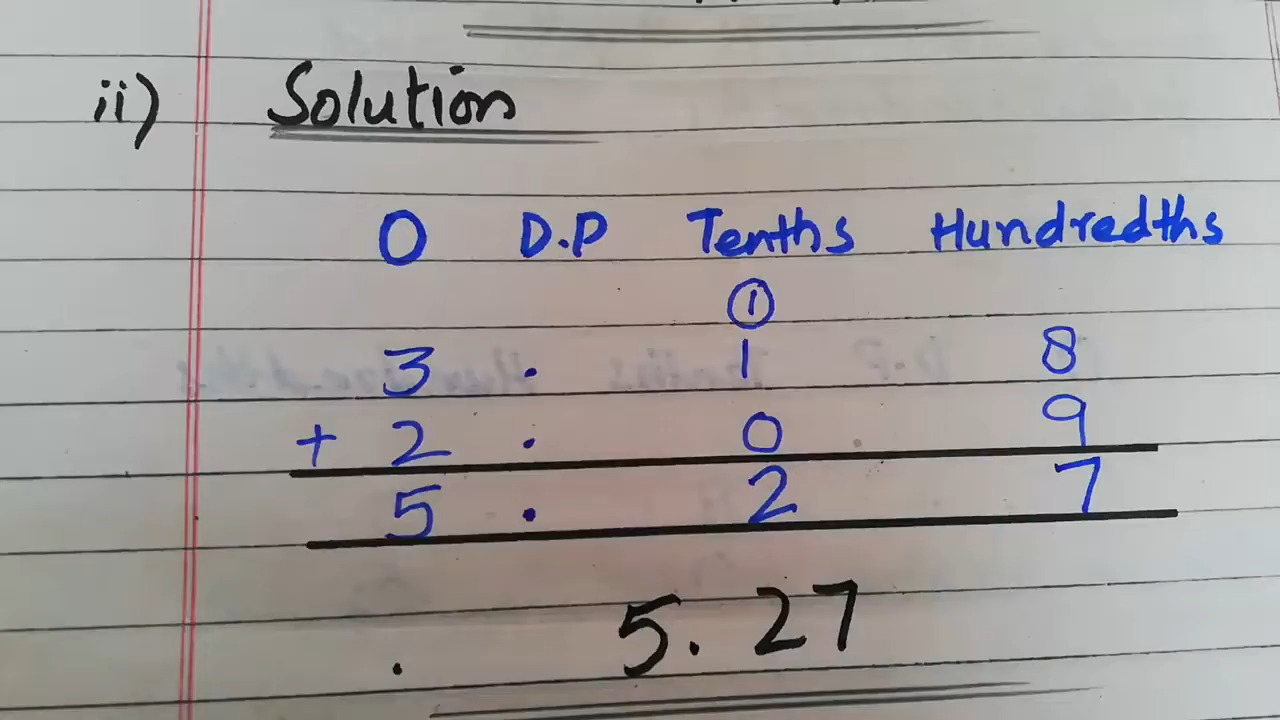 ii) Solution
O D.P Tenths Hundredths
①
3 . 1 8
+ 2 . 0 9
5 . 2 7
5.27